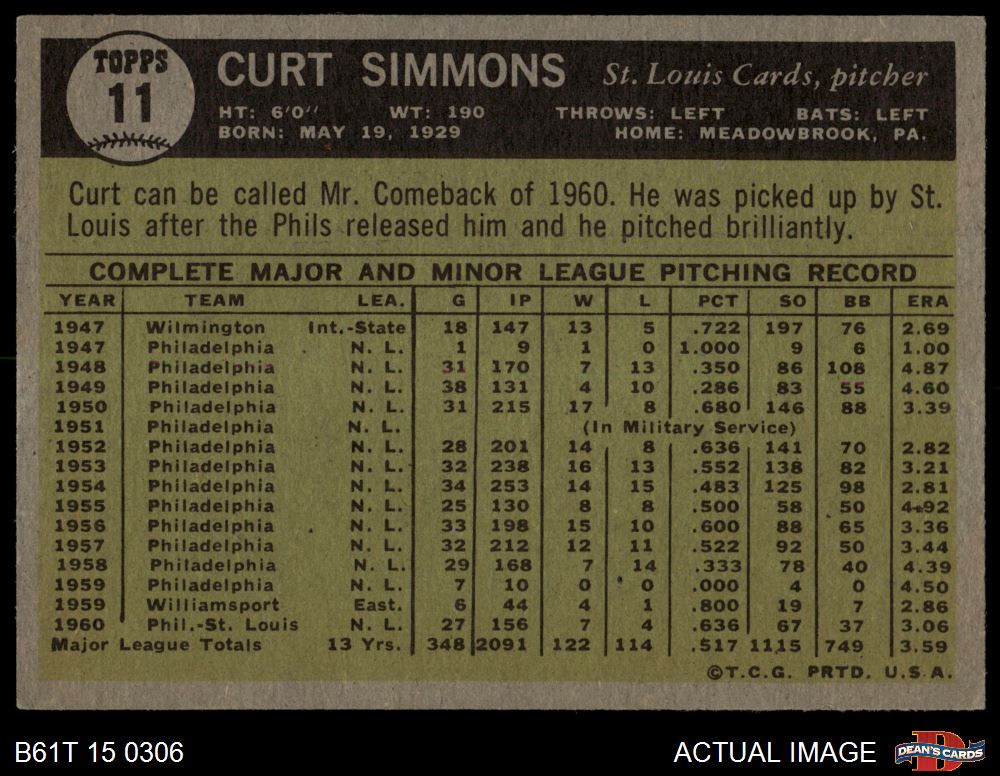 TOPPS
11
CURT SIMMONS St. Louis Cards, pitcher
HT: 6'0" WT: 190 THROWS: LEFT BATS: LEFT
BORN: MAY 19, 1929 HOME: MEADOWBROOK, PA.
Curt can be called Mr. Comeback of 1960. He was picked up by St.
Louis after the Phils released him and he pitched brilliantly.
COMPLETE MAJOR AND MINOR LEAGUE PITCHING RECORD
YEAR TEAM LEA. G IP W L PCT SO BB ERA
1947 Wilmington Int.-State 18 147 13 5 .722 197 76 2.69
1947 Philadelphia N. L. 1 9 1 0 1.000 9 6 1.00
1948 Philadelphia N. L. 31 170 7 13 .350 86 108 4.87
1949 Philadelphia N. L. 38 131 4 10 .286 83 55 4.60
1950 Philadelphia N. L. 31 215 17 8 .680 146 88 3.39
1951 Philadelphia N. L. (In Military Service)
1952 Philadelphia N. L. 28 201 14 8 .636 141 70 2.82
1953 Philadelphia N. L. 32 238 16 13 .552 138 82 3.21
1954 Philadelphia N. L. 34 253 14 15 .483 125 98 2.81
1955 Philadelphia N. L. 25 130 8 8 .500 58 50 4.92
1956 Philadelphia N. L. 33 198 15 10 .600 88 65 3.36
1957 Philadelphia N. L. 32 212 12 11 .522 92 50 3.44
1958 Philadelphia N. L. 29 168 7 14 .333 78 40 4.39
1959 Philadelphia N. L. 7 10 0 0 .000 4 0 4.50
1959 Williamsport East. 6 44 4 1 .800 19 7 2.86
1960 Phil.-St. Louis N. L. 27 156 7 4 .636 67 37 3.06
Major League Totals 13 Yrs. 348 2091 122 114 .517 1115 749 3.59
©T.C.G. PRTD. U.S.A.
B61T 15 0306 ACTUAL IMAGE DEAN'S CARDS